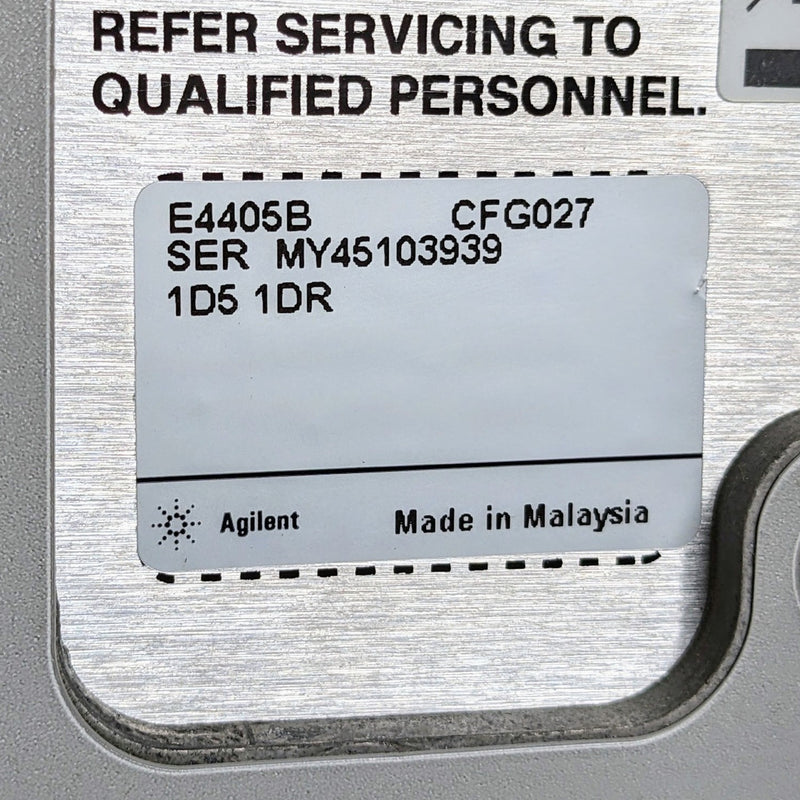 REFER SERVICING TO
QUALIFIED PERSONNEL.
E4405B CFG027
SER MY45103939
1D5 1DR
Agilent Made in Malaysia